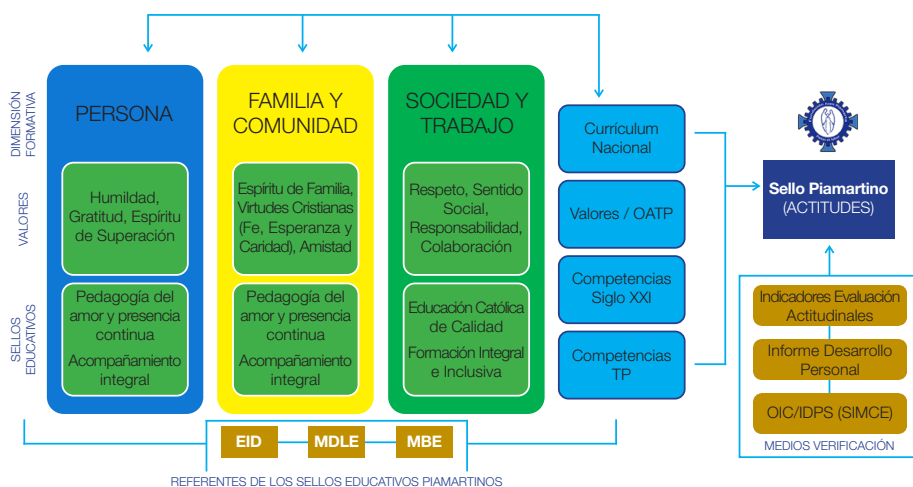 DIMENSIÓN
FORMATIVA
PERSONA
FAMILIA Y
COMUNIDAD
SOCIEDAD Y
TRABAJO
Currículum
Nacional
VALORES
Humildad,
Gratitud, Espíritu
de Superación
Espíritu de Familia,
Virtudes Cristianas
(Fe, Esperanza y
Caridad), Amistad
Respeto, Sentido
Social,
Responsabilidad,
Colaboración
Valores / OATP
Competencias
Siglo XXI
SELLOS
EDUCATIVOS
Pedagogía del
amor y presencia
continua
Acompañamiento
integral
Pedagogía del
amor y presencia
continua
Acompañamiento
integral
Educación Católica
de Calidad
Formación Integral
e Inclusiva
Competencias
TP
Sello Piamartino
(ACTITUDES)
Indicadores Evaluación
Actitudinales
Informe Desarrollo
Personal
OIC/IDPS (SIMCE)
MEDIOS VERIFICACIÓN
EID
MDLE
MBE
REFERENTES DE LOS SELLOS EDUCATIVOS PIAMARTINOS